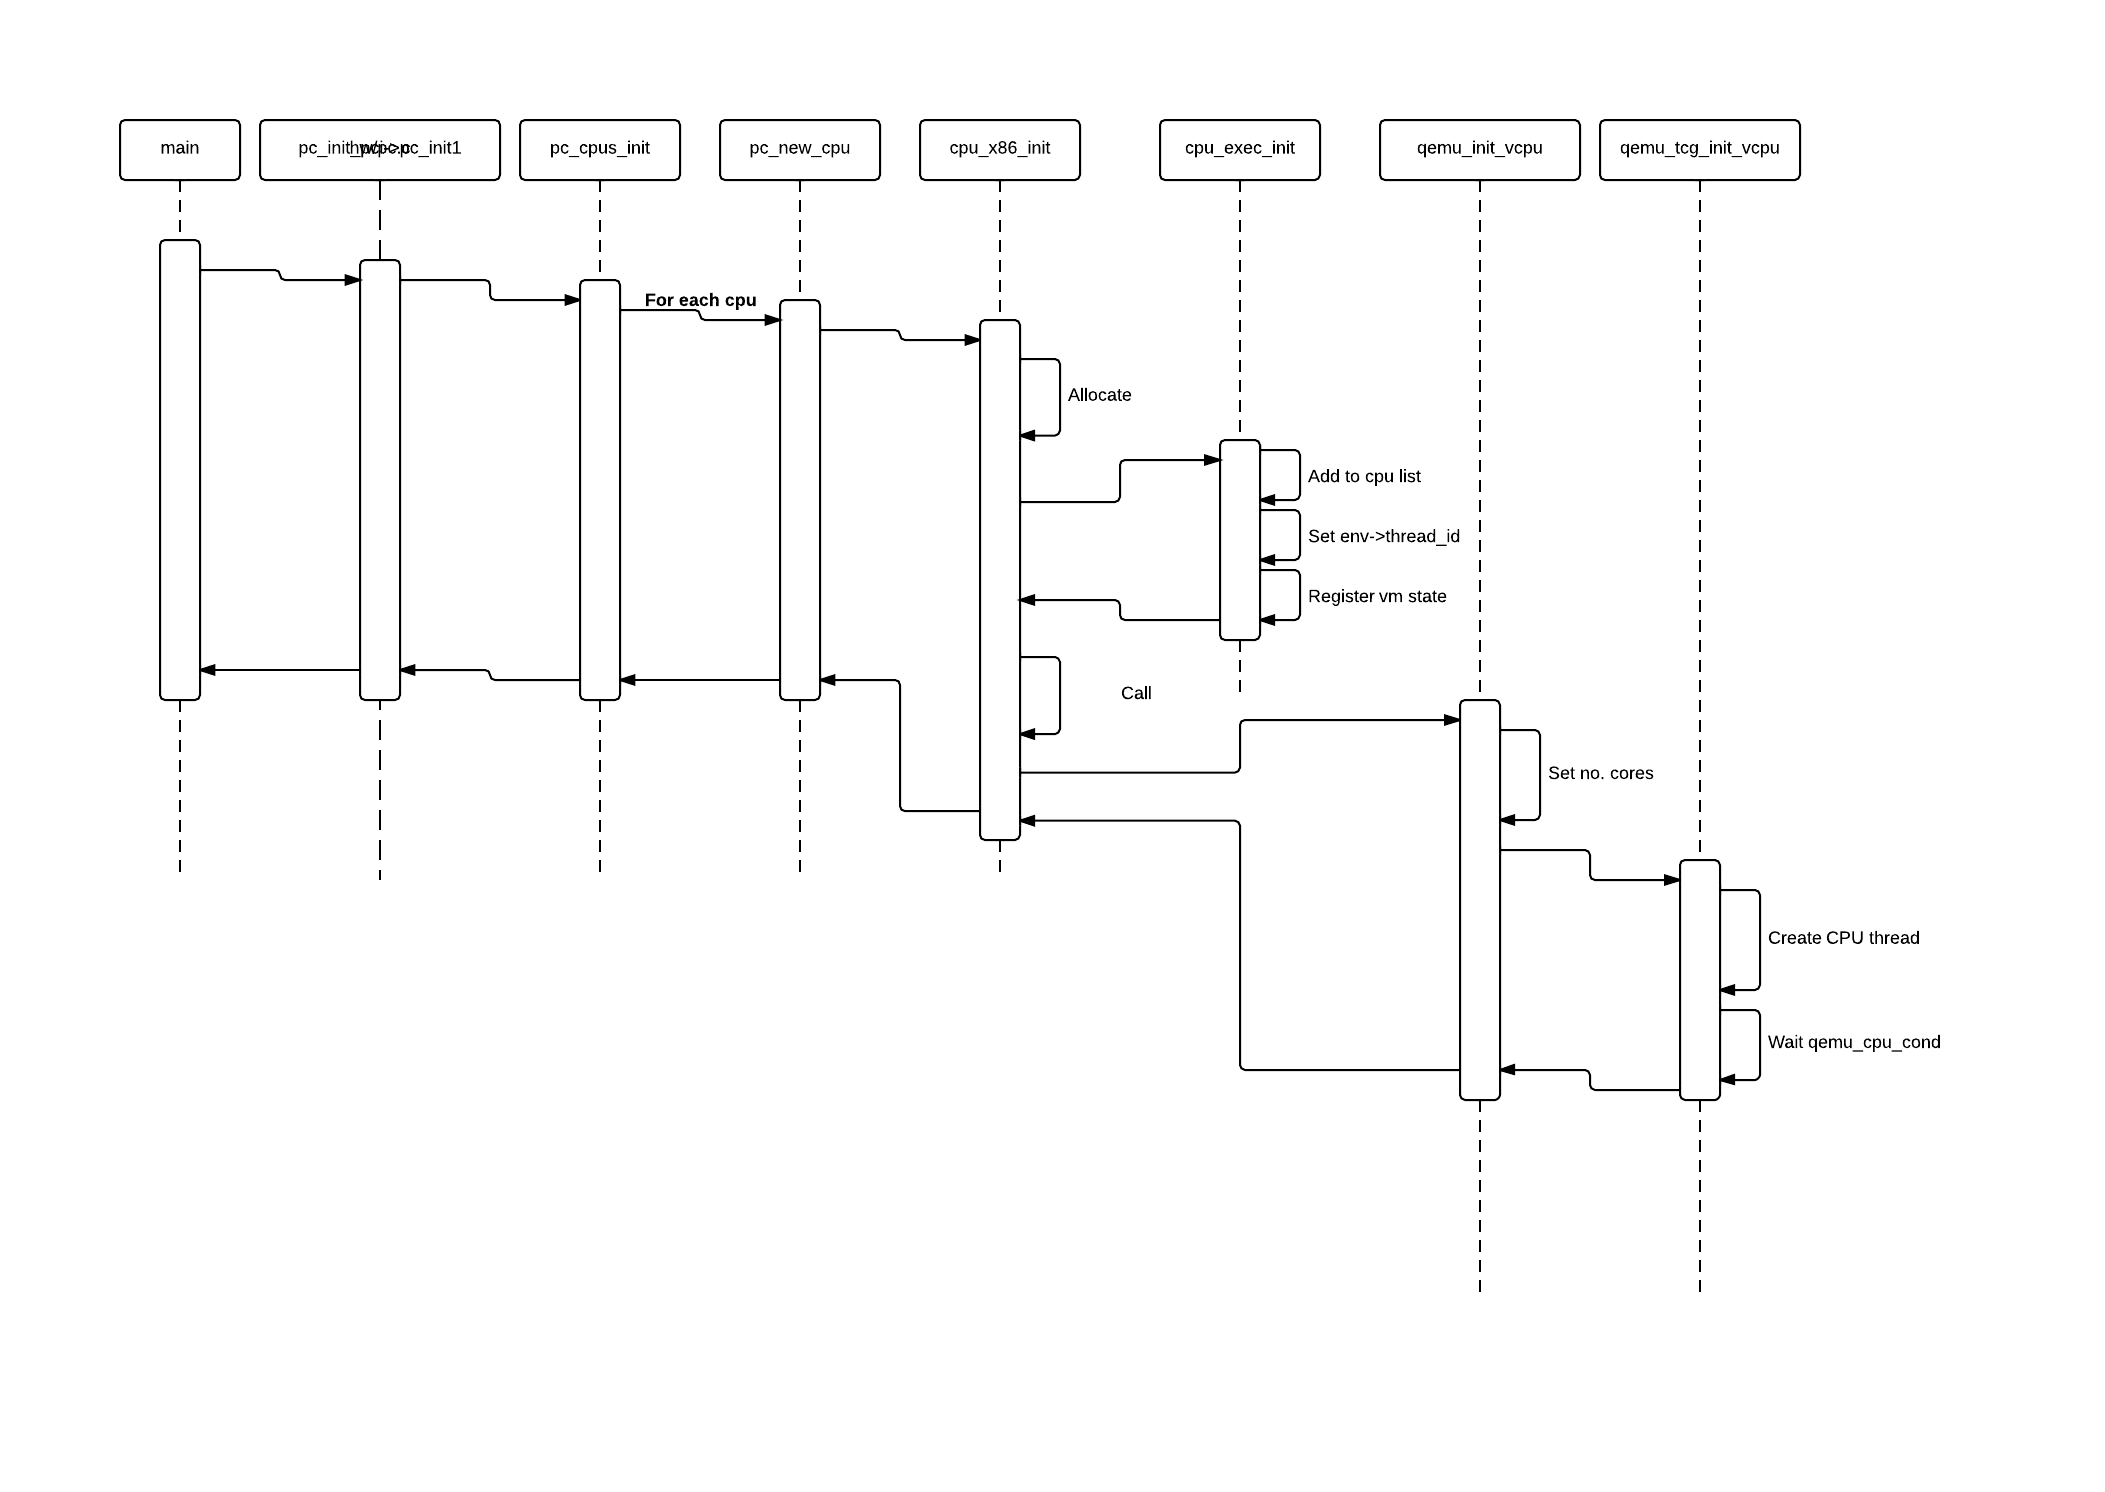 main
pc_init_pci->pc_init1
pc_cpus_init
pc_new_cpu
cpu_x86_init
cpu_exec_init
qemu_init_vcpu
qemu_tcg_init_vcpu
For each cpu
Allocate
Add to cpu list
Set env->thread_id
Register vm state
Call
Set no. cores
Create CPU thread
Wait qemu_cpu_cond